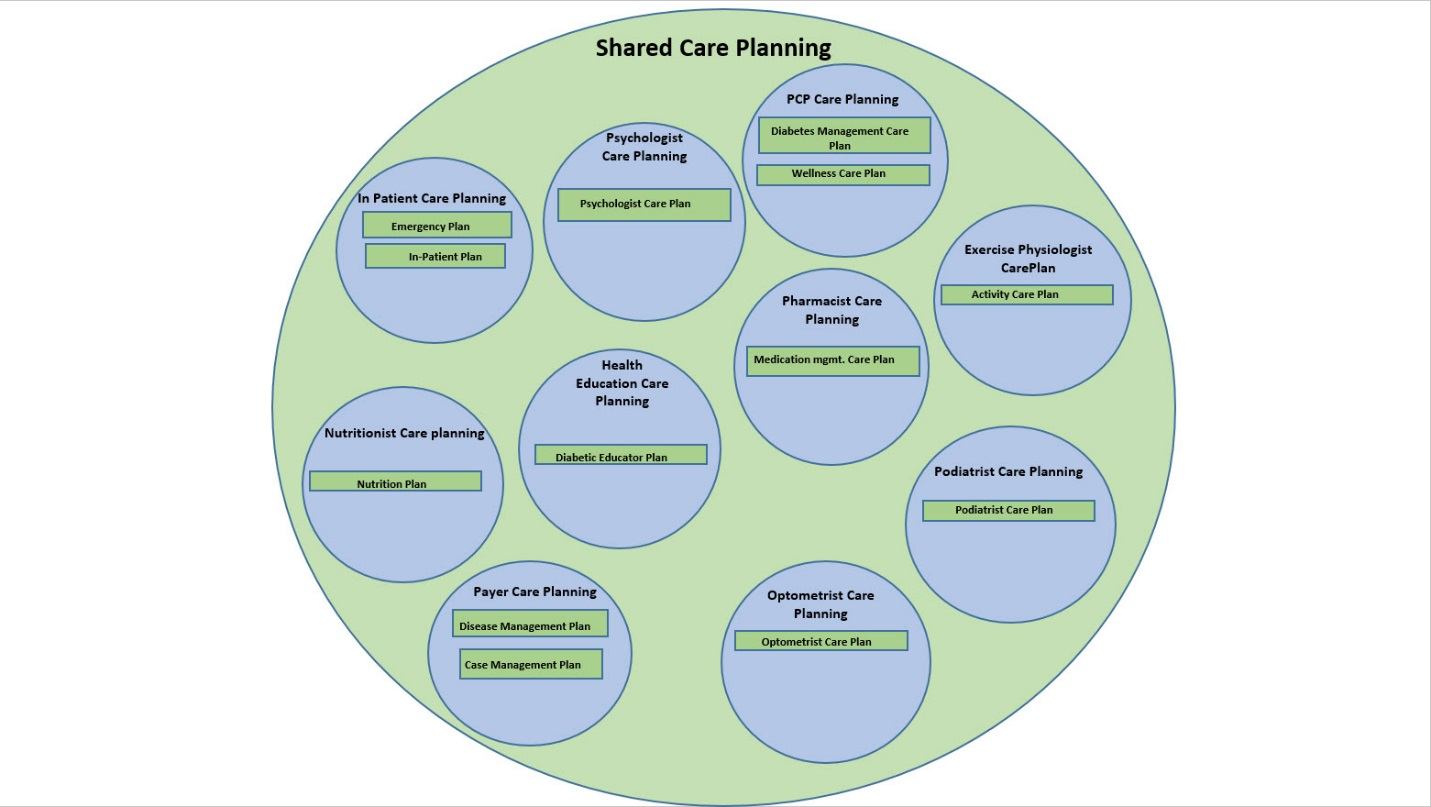 Shared Care Planning
PCP Care Planning
Diabetes Management Care
Plan
Wellness Care Plan
Psychologist
Care Planning
Psychologist Care Plan
In Patient Care Planning
Emergency Plan
In-Patient Plan
Exercise Physiologist
CarePlan
Activity Care Plan
Pharmacist Care
Planning
Medication mgmt. Care Plan
Health
Education Care
Planning
Diabetic Educator Plan
Nutritionist Care planning
Nutrition Plan
Podiatrist Care Planning
Podiatrist Care Plan
Payer Care Planning
Disease Management Plan
Case Management Plan
Optometrist Care
Planning
Optometrist Care Plan